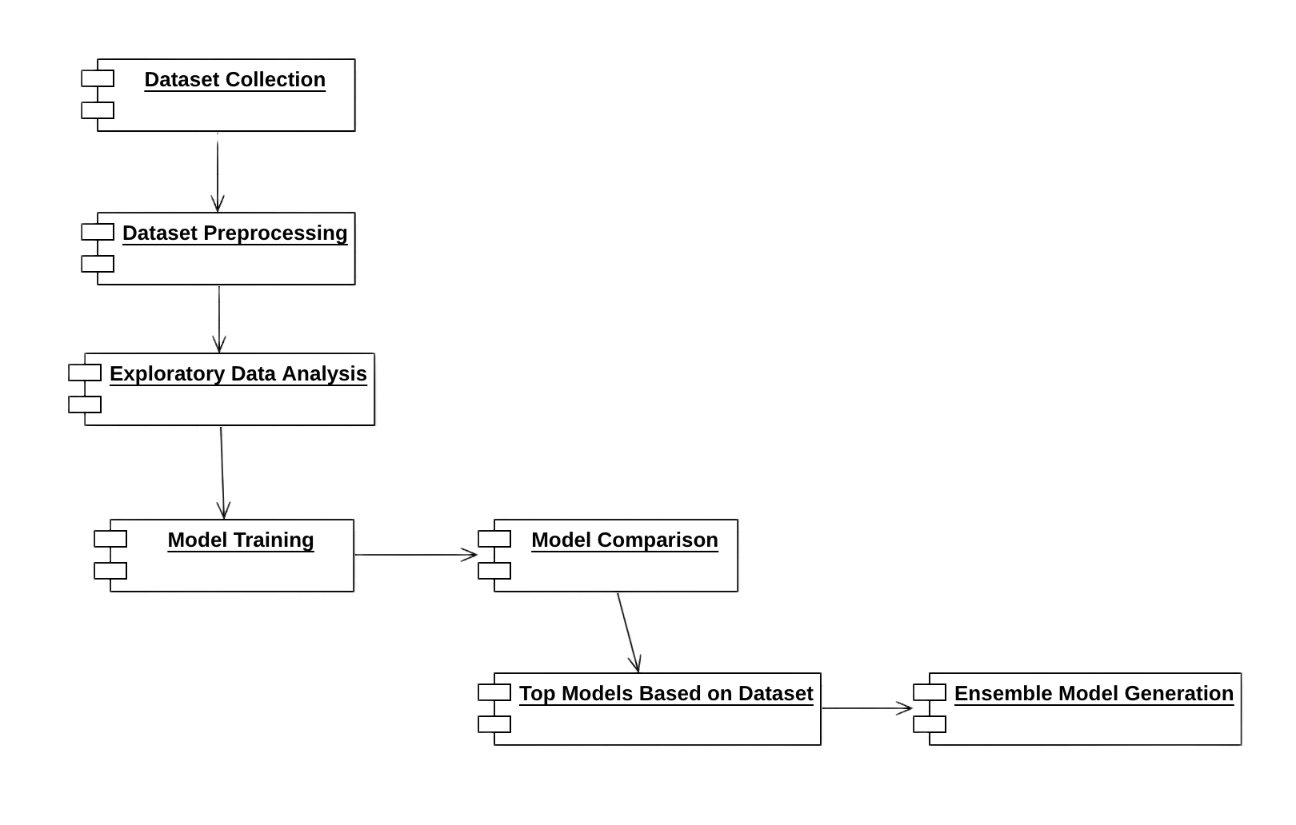 Dataset Collection
Dataset Preprocessing
Exploratory Data Analysis
Model Training
Model Comparison
Top Models Based on Dataset
Ensemble Model Generation